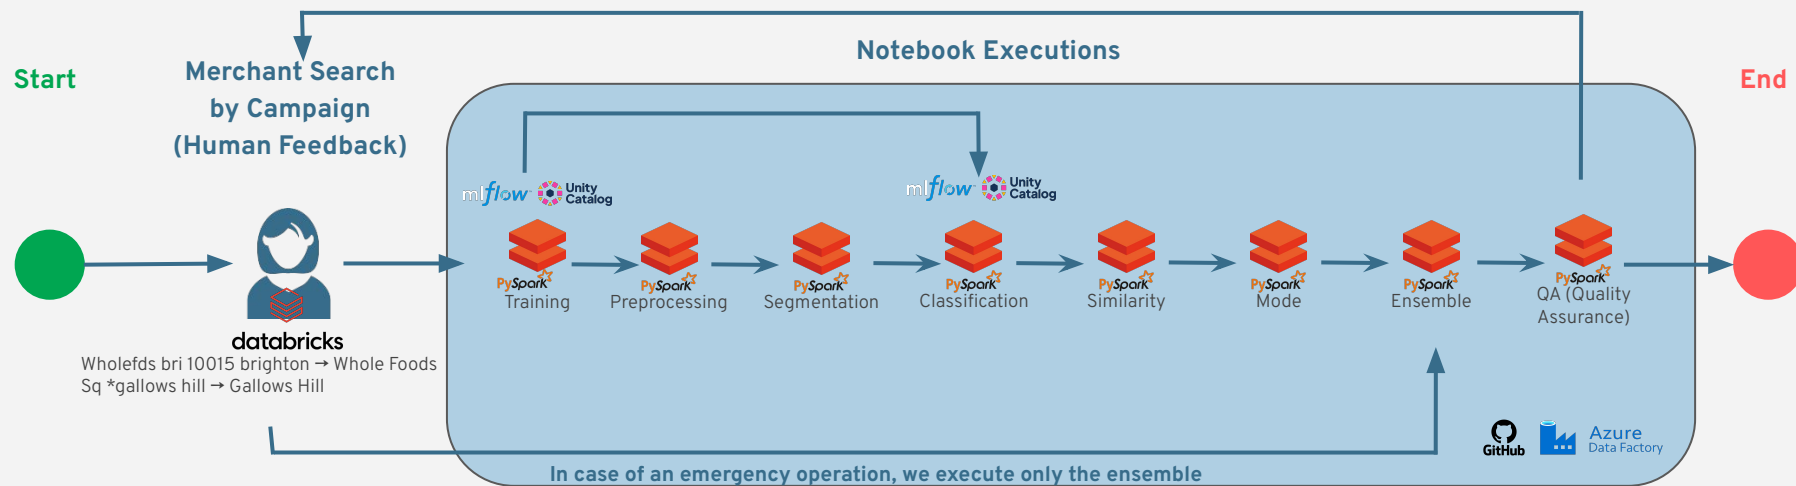 Start
Merchant Search
by Campaign
(Human Feedback)
Notebook Executions
End
mlflow Unity
Catalog
mlflow Unity
Catalog
PySpark
Training
PySpark
Preprocessing
PySpark
Segmentation
PySpark
Classification
PySpark
Similarity
PySpark
Mode
PySpark
Ensemble
PySpark
QA (Quality
Assurance)
databricks
Wholefds bri 10015 brighton → Whole Foods
Sq *gallows hill → Gallows Hill
GitHub
Azure
Data Factory
In case of an emergency operation, we execute only the ensemble